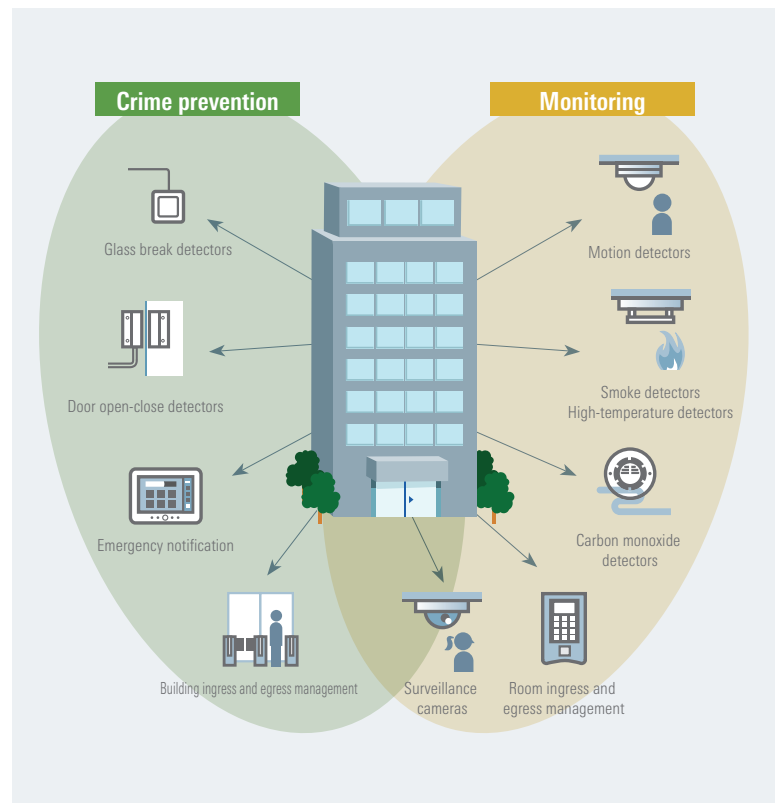 Crime prevention
Monitoring
Glass break detectors
Motion detectors
Door open-close detectors
Smoke detectors
High-temperature detectors
Emergency notification
Carbon monoxide
detectors
Building ingress and egress management
Surveillance
cameras
Room ingress and
egress management